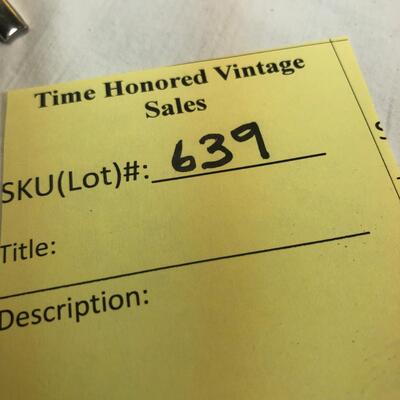 Time Honored Vintage
Sales
SKU(Lot)#: 639
Title:
Description: